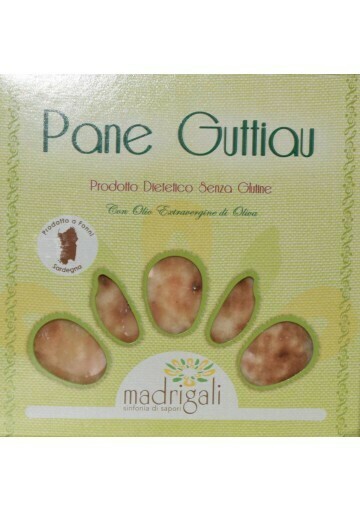 Pane Guttiau
Prodotto Dietetico Senza Glutine
Con Olio Extravergine di Oliva
Prodotto a Fonni
Sardegna
madrigali
sinfonia di sapori